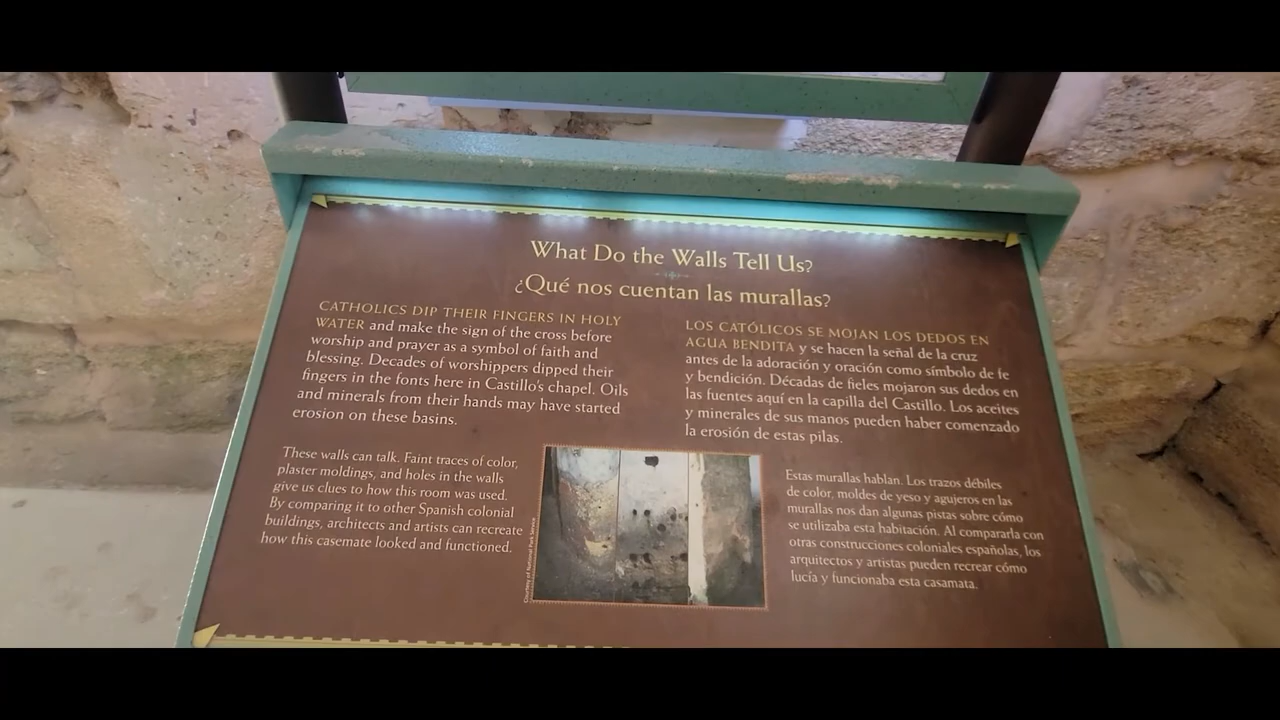 What Do the Walls Tell Us?
¿Qué nos cuentan las murallas?
CATHOLICS DIP THEIR FINGERS IN HOLY
WATER and make the sign of the cross before
worship and prayer as a symbol of faith and
blessing. Decades of worshippers dipped their
fingers in the fonts here in Castillo's chapel. Oils
and minerals from their hands may have started
erosion on these basins.
LOS CATÓLICOS SE MOJAN LOS DEDOS EN
AGUA BENDITA y se hacen la señal de la cruz
antes de la adoración y oración como símbolo de fe
y bendición. Décadas de fieles mojaron sus dedos en
las fuentes aquí en la capilla del Castillo. Los aceites
y minerales de sus manos pueden haber comenzado
la erosión de estas pilas.
These walls can talk. Faint traces of color,
plaster moldings, and holes in the walls
give us clues to how this room was used.
By comparing it to other Spanish colonial
buildings, architects and artists can recreate
how this casemate looked and functioned.
Courtesy of National Park Service
Estas murallas hablan. Los trazos débiles
de color, moldes de yeso y agujeros en las
murallas nos dan algunas pistas sobre cómo
se utilizaba esta habitación. Al compararla con
otras construcciones coloniales españolas, los
arquitectos y artistas pueden recrear cómo
lucía y funcionaba esta casamata.